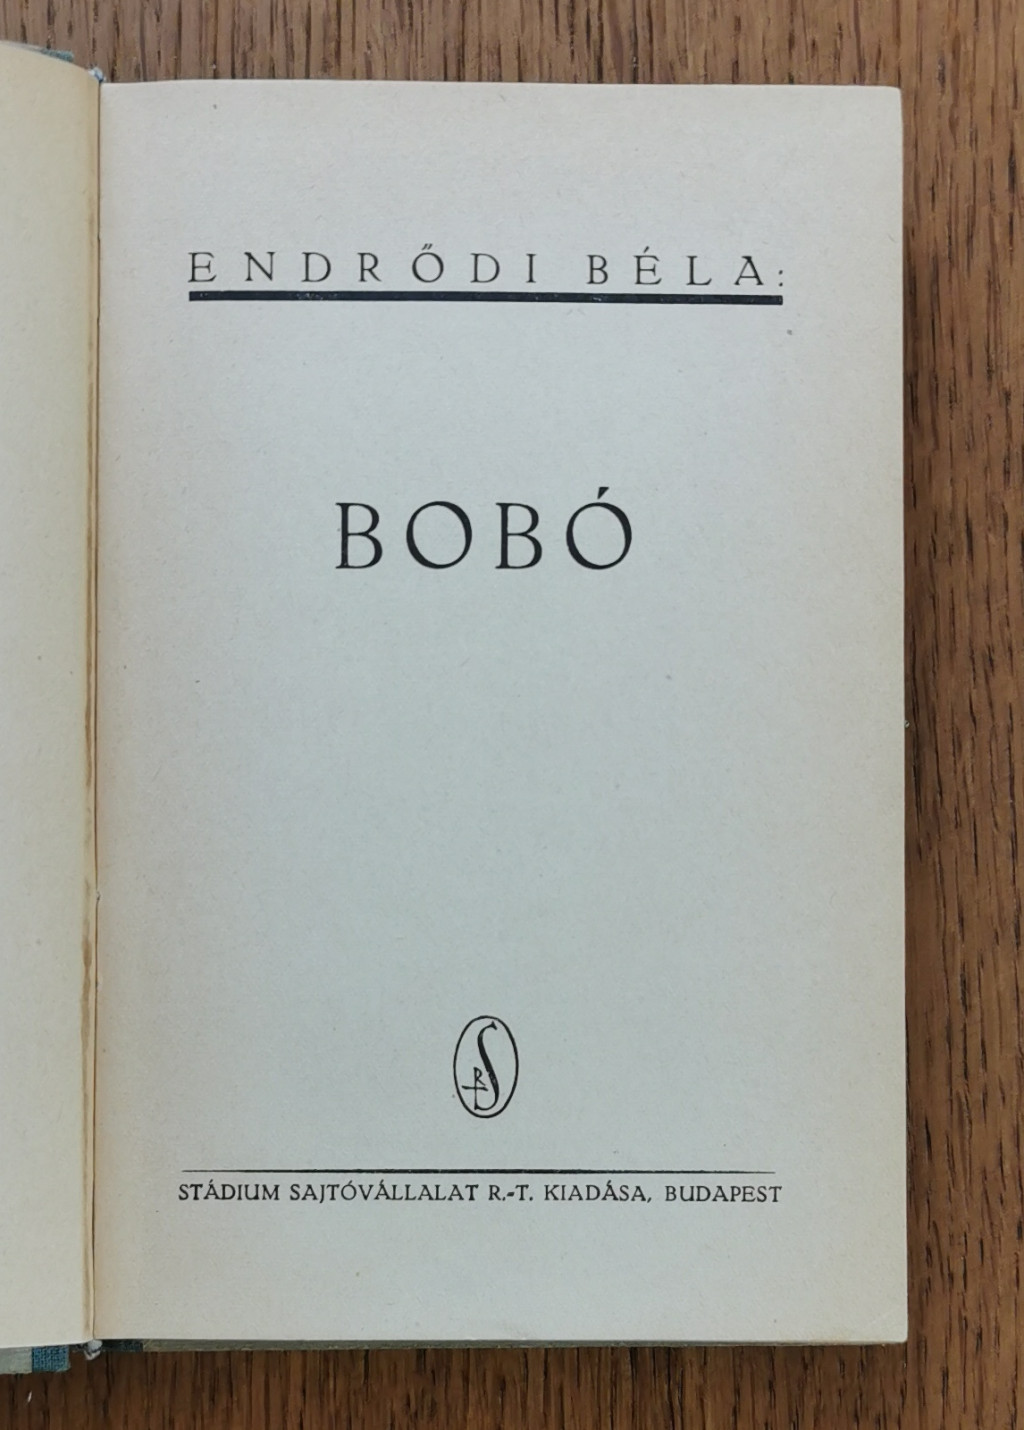 ENDRŐDI BÉLA:
BOBÓ
S
STÁDIUM SAJTÓVÁLLALAT R.-T. KIADÁSA, BUDAPEST